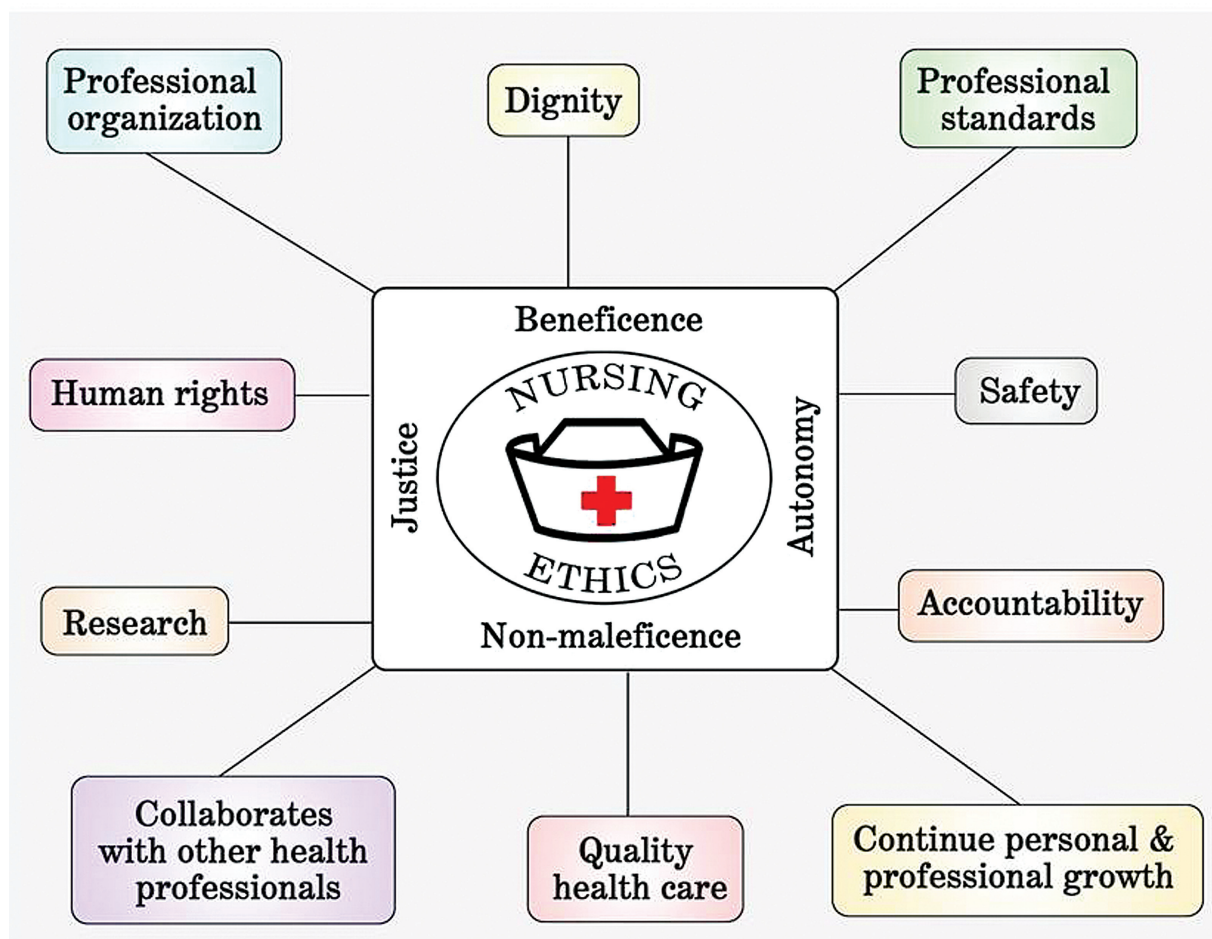 Professional
organization
Dignity
Professional
standards
Beneficence
Human rights
NURSING
Safety
Justice
Autonomy
ETHICS
Research
Accountability
Non-maleficence
Collaborates
with other health
professionals
Quality
health care
Continue personal &
professional growth